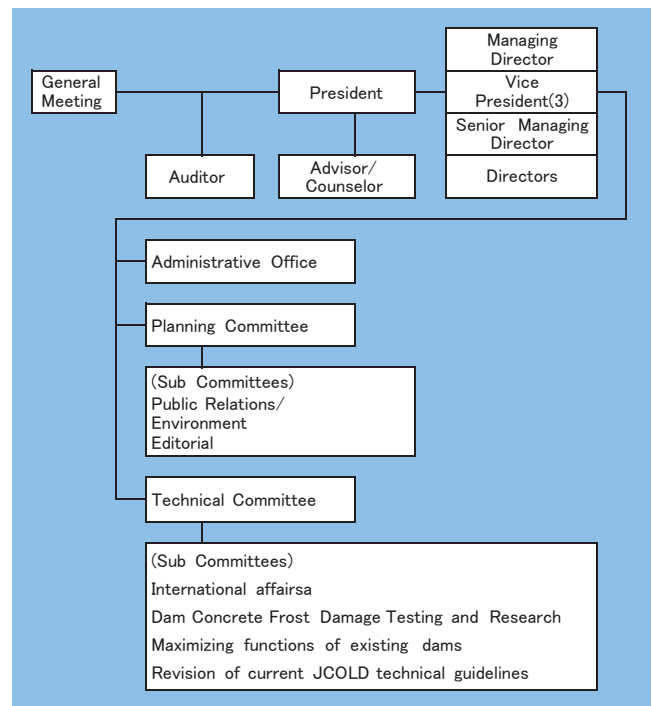 General
Meeting
President
Managing
Director
Vice
President(3)
Senior Managing
Director
Directors
Auditor
Advisor/
Counselor
Administrative Office
Planning Committee
(Sub Committees)
Public Relations/
Environment
Editorial
Technical Committee
(Sub Committees)
International affairsa
Dam Concrete Frost Damage Testing and Research
Maximizing functions of existing dams
Revision of current JCOLD technical guidelines